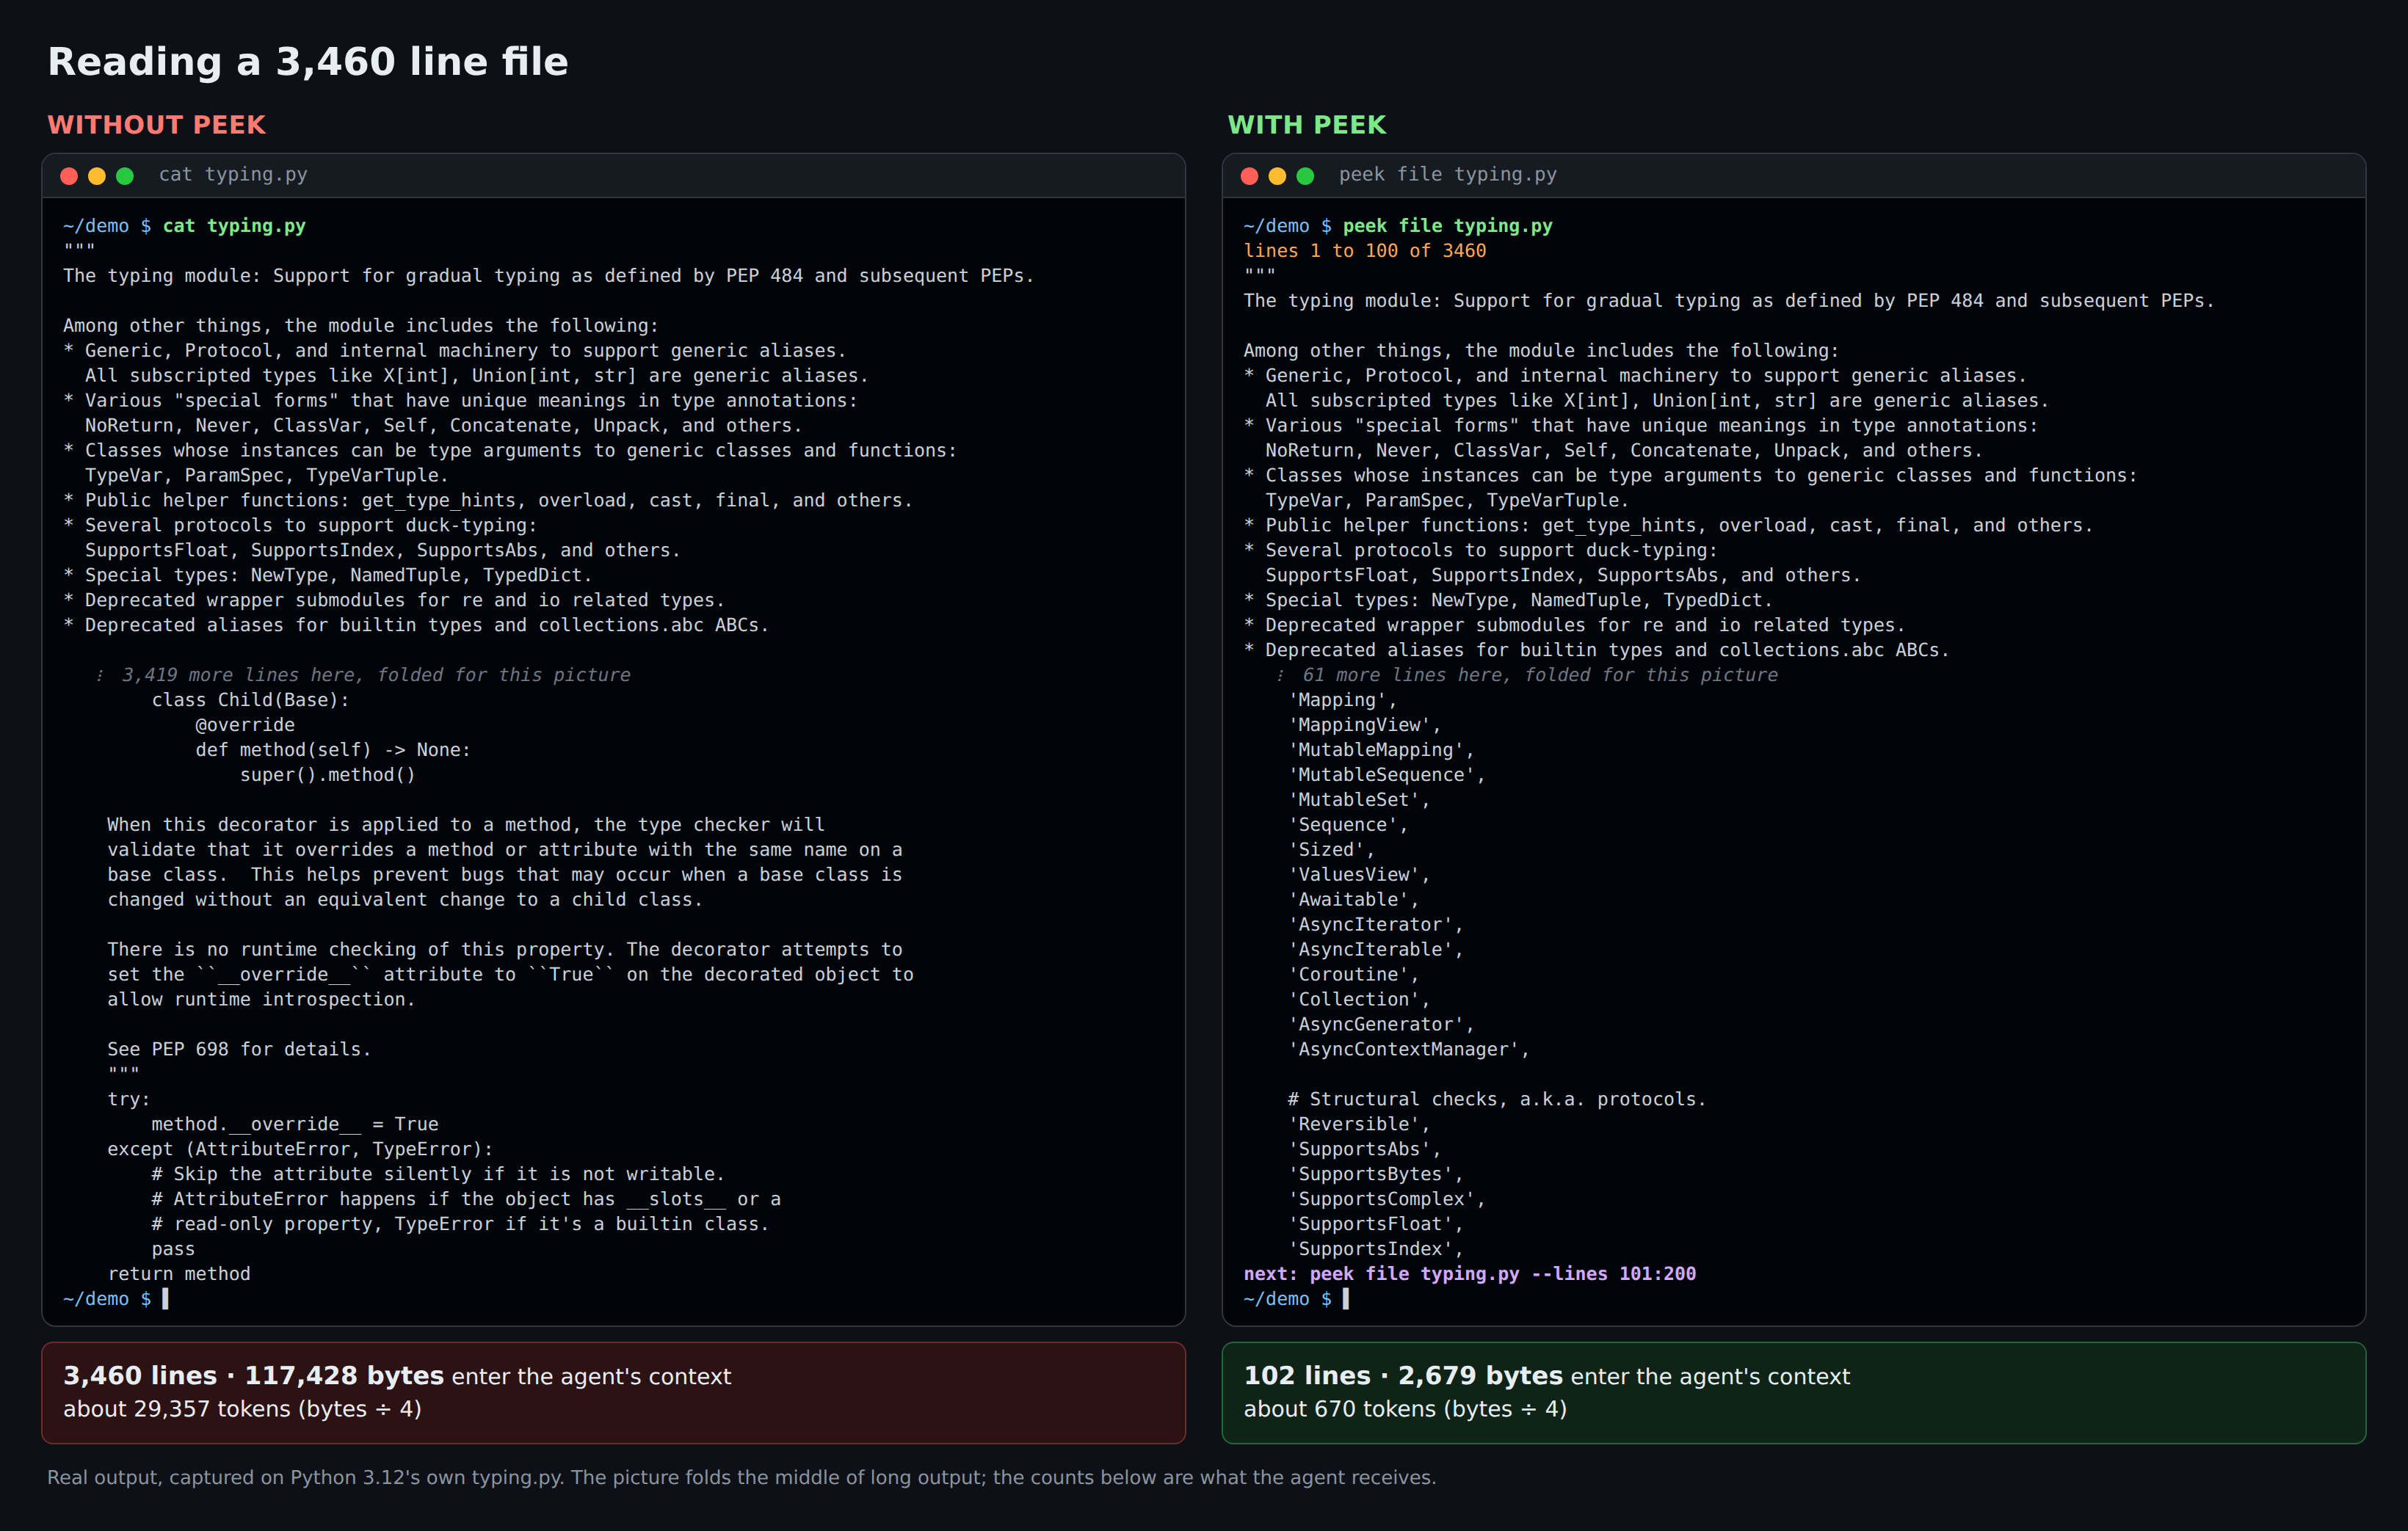 Reading a 3,460 line file
WITHOUT PEEK
cat typing.py
~/demo $ cat typing.py
"""
The typing module: Support for gradual typing as defined by PEP 484 and subsequent PEPs.

Among other things, the module includes the following:
* Generic, Protocol, and internal machinery to support generic aliases.
  All subscripted types like X[int], Union[int, str] are generic aliases.
* Various "special forms" that have unique meanings in type annotations:
  NoReturn, Never, ClassVar, Self, Concatenate, Unpack, and others.
* Classes whose instances can be type arguments to generic classes and functions:
  TypeVar, ParamSpec, TypeVarTuple.
* Public helper functions: get_type_hints, overload, cast, final, and others.
* Several protocols to support duck-typing:
  SupportsFloat, SupportsIndex, SupportsAbs, and others.
* Special types: NewType, NamedTuple, TypedDict.
* Deprecated wrapper submodules for re and io related types.
* Deprecated aliases for builtin types and collections.abc ABCs.

   ⋮ 3,419 more lines here, folded for this picture
        class Child(Base):
            @override
            def method(self) -> None:
                super().method()

    When this decorator is applied to a method, the type checker will
    validate that it overrides a method or attribute with the same name on a
    base class.  This helps prevent bugs that may occur when a base class is
    changed without an equivalent change to a child class.

    There is no runtime checking of this property. The decorator attempts to
    set the ``__override__`` attribute to ``True`` on the decorated object to
    allow runtime introspection.

    See PEP 698 for details.
    """
    try:
        method.__override__ = True
    except (AttributeError, TypeError):
        # Skip the attribute silently if it is not writable.
        # AttributeError happens if the object has __slots__ or a
        # read-only property, TypeError if it's a builtin class.
        pass
    return method
~/demo $
3,460 lines · 117,428 bytes enter the agent's context
about 29,357 tokens (bytes ÷ 4)
WITH PEEK
peek file typing.py
~/demo $ peek file typing.py
lines 1 to 100 of 3460
"""
The typing module: Support for gradual typing as defined by PEP 484 and subsequent PEPs.

Among other things, the module includes the following:
* Generic, Protocol, and internal machinery to support generic aliases.
  All subscripted types like X[int], Union[int, str] are generic aliases.
* Various "special forms" that have unique meanings in type annotations:
  NoReturn, Never, ClassVar, Self, Concatenate, Unpack, and others.
* Classes whose instances can be type arguments to generic classes and functions:
  TypeVar, ParamSpec, TypeVarTuple.
* Public helper functions: get_type_hints, overload, cast, final, and others.
* Several protocols to support duck-typing:
  SupportsFloat, SupportsIndex, SupportsAbs, and others.
* Special types: NewType, NamedTuple, TypedDict.
* Deprecated wrapper submodules for re and io related types.
* Deprecated aliases for builtin types and collections.abc ABCs.
   ⋮ 61 more lines here, folded for this picture
    'Mapping',
    'MappingView',
    'MutableMapping',
    'MutableSequence',
    'MutableSet',
    'Sequence',
    'Sized',
    'ValuesView',
    'Awaitable',
    'AsyncIterator',
    'AsyncIterable',
    'Coroutine',
    'Collection',
    'AsyncGenerator',
    'AsyncContextManager',

    # Structural checks, a.k.a. protocols.
    'Reversible',
    'SupportsAbs',
    'SupportsBytes',
    'SupportsComplex',
    'SupportsFloat',
    'SupportsIndex',
next: peek file typing.py --lines 101:200
~/demo $
102 lines · 2,679 bytes enter the agent's context
about 670 tokens (bytes ÷ 4)
Real output, captured on Python 3.12's own typing.py. The picture folds the middle of long output; the counts below are what the agent receives.